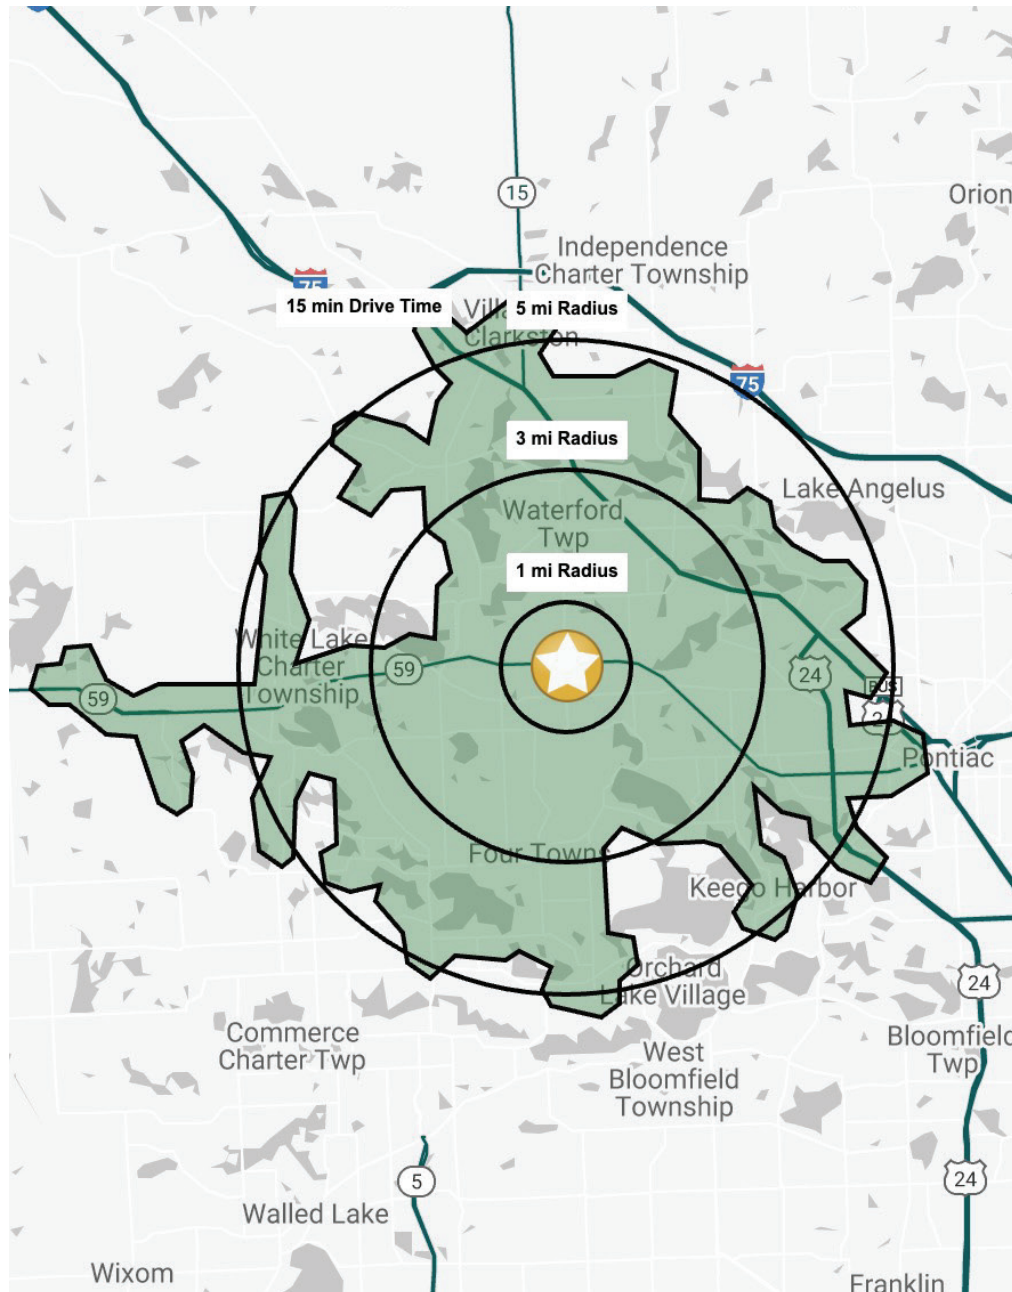 15
Orion
Independence
Charter Township
75
15 min Drive Time
5 mi Radius
Clarkston
75
3 mi Radius
Lake Angelus
Waterford
Twp
1 mi Radius
White Lake
Charter
Township
59
59
24
BUS
Pontiac
Four Towns
Keego Harbor
Orchard
Lake Village
24
Commerce
Charter Twp
West
Bloomfield
Township
Bloomfield
Twp
5
24
Walled Lake
Wixom
Franklin